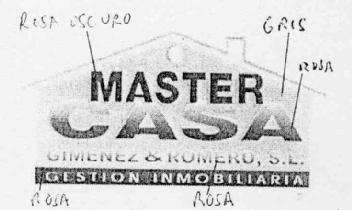 ROSA OSCURO
GRIS
ROSA
MASTER
CASA
GIMENEZ & ROMERO, S.L.
GESTION INMOBILIARIA
ROSA
ROSA